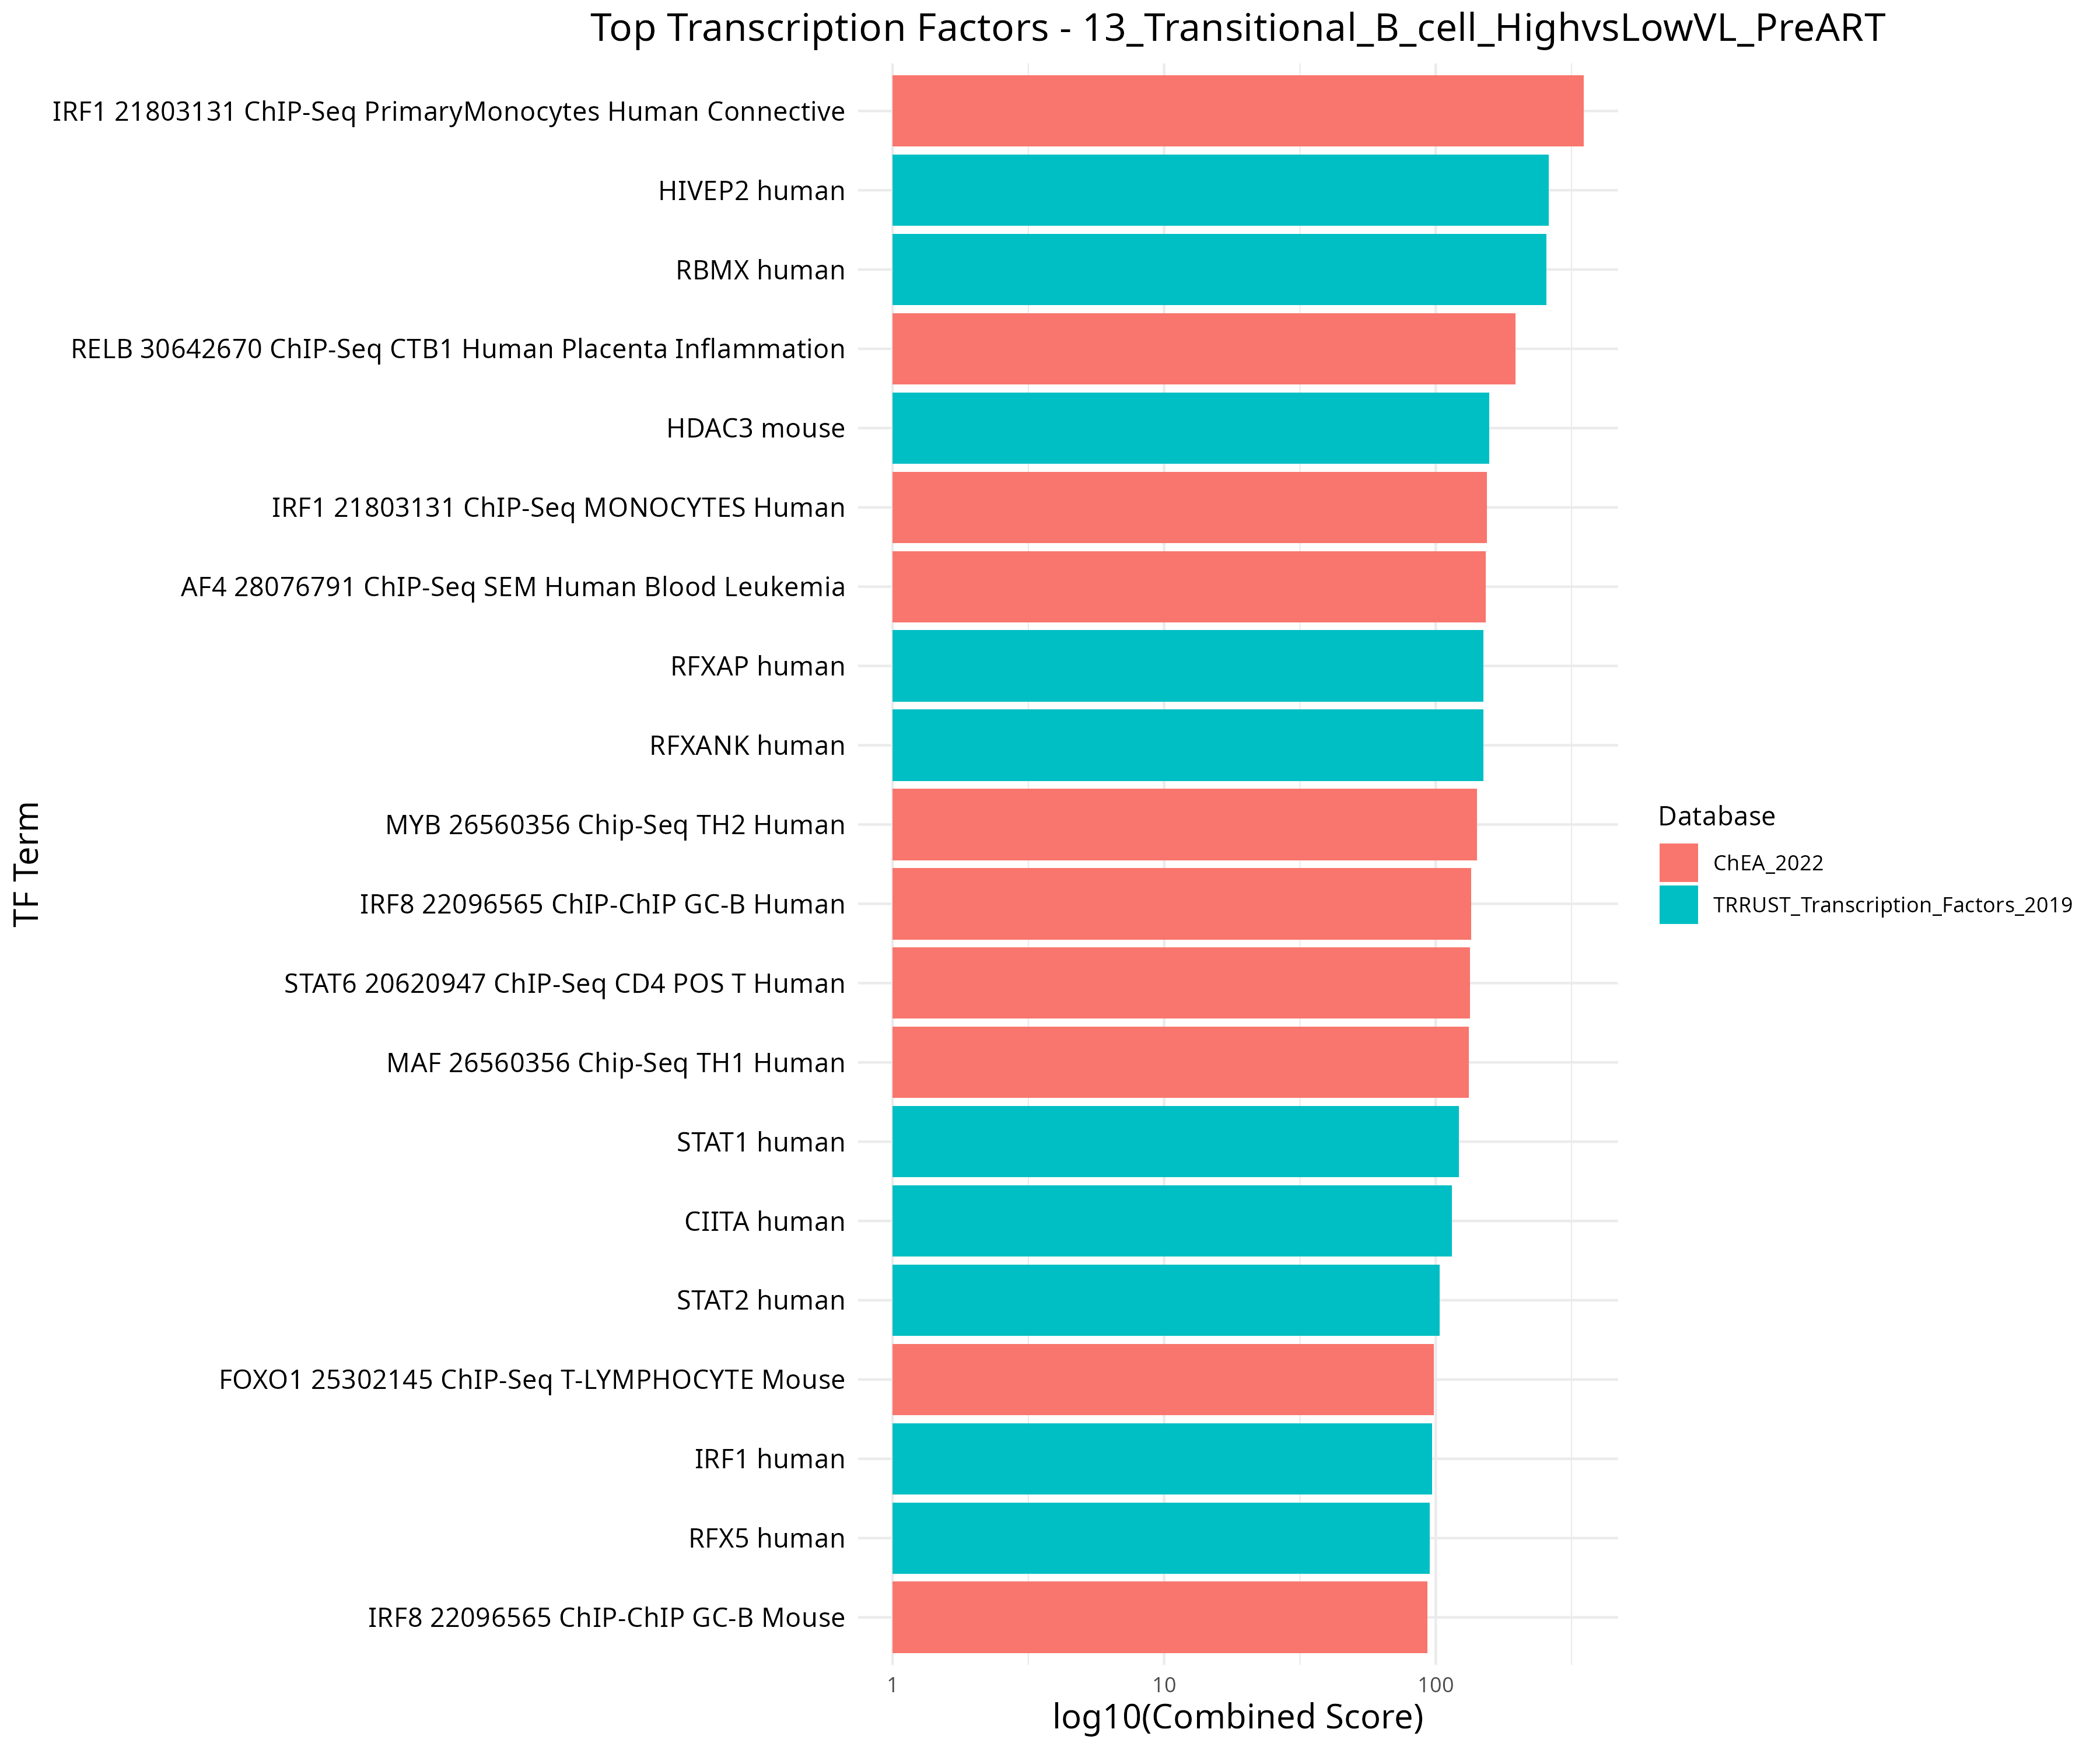 Top Transcription Factors - 13_Transitional_B_cell_HighvsLowVL_PreART
TF Term
IRF1 21803131 ChIP-Seq PrimaryMonocytes Human Connective
HIVEP2 human
RBMX human
RELB 30642670 ChIP-Seq CTB1 Human Placenta Inflammation
HDAC3 mouse
IRF1 21803131 ChIP-Seq MONOCYTES Human
AF4 28076791 ChIP-Seq SEM Human Blood Leukemia
RFXAP human
RFXANK human
MYB 26560356 Chip-Seq TH2 Human
IRF8 22096565 ChIP-ChIP GC-B Human
STAT6 20620947 ChIP-Seq CD4 POS T Human
MAF 26560356 Chip-Seq TH1 Human
STAT1 human
CIITA human
STAT2 human
FOXO1 25302145 ChIP-Seq T-LYMPHOCYTE Mouse
IRF1 human
RFX5 human
IRF8 22096565 ChIP-ChIP GC-B Mouse
1 10 100
log10(Combined Score)
Database
ChEA_2022
TRRUST_Transcription_Factors_2019